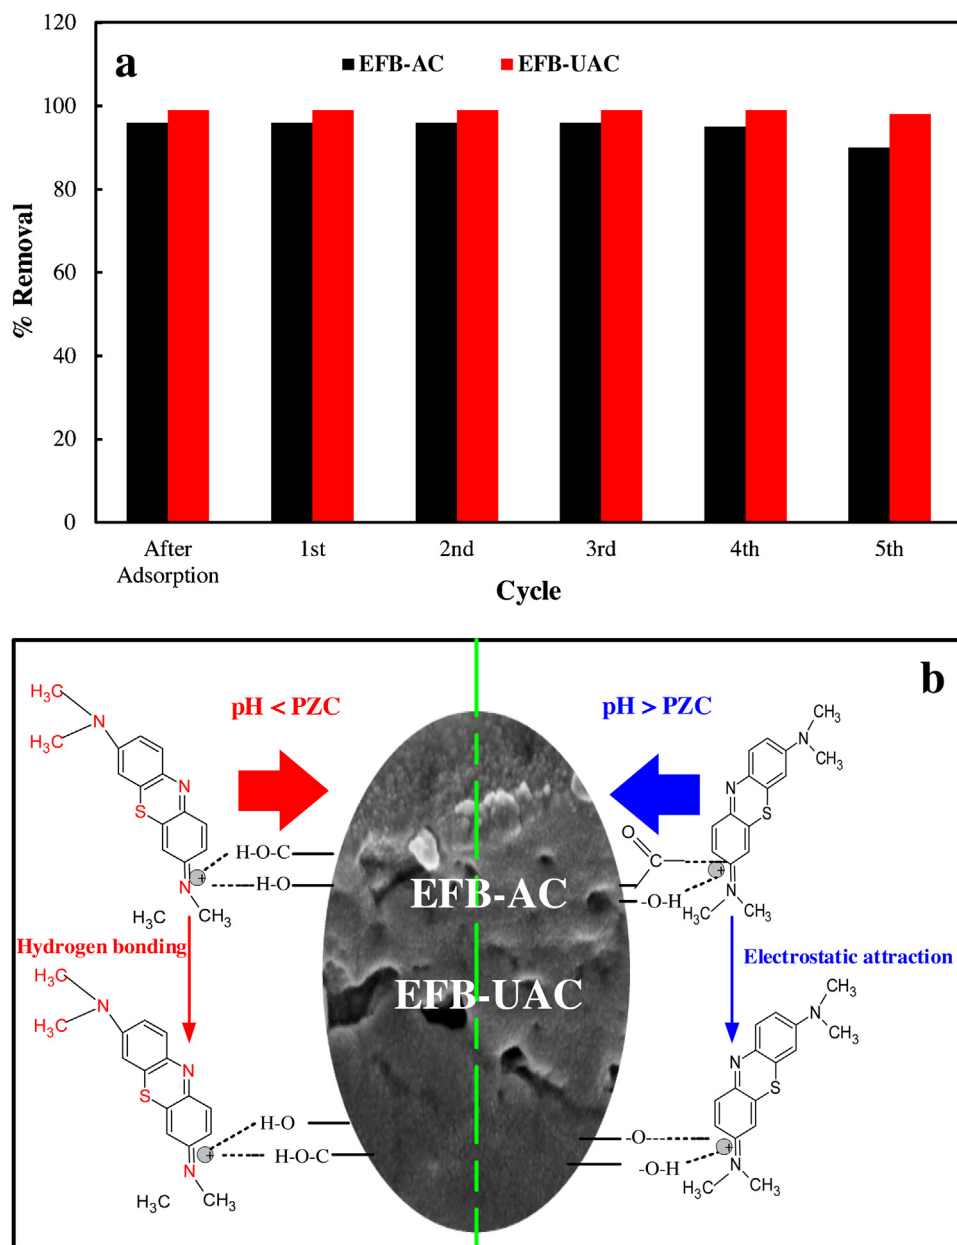 120
100
80
60
40
20
0
% Removal
a
EFB-AC
EFB-UAC
After
Adsorption
1st
2nd
3rd
4th
5th
Cycle
b
pH < PZC
pH > PZC
H₃C
H₃C
N
N
S
N
+
CH₃
H₃C
H-O-C
H-O
O
C
-O-H
CH₃
N
CH₃
N
S
+
N
H₃C
CH₃
EFB-AC
EFB-UAC
Hydrogen bonding
Electrostatic attraction
H₃C
H₃C
N
N
S
N
+
CH₃
H₃C
H-O
H-O-C
-O-
-O-H
CH₃
N
CH₃
N
S
+
N
H₃C
CH₃